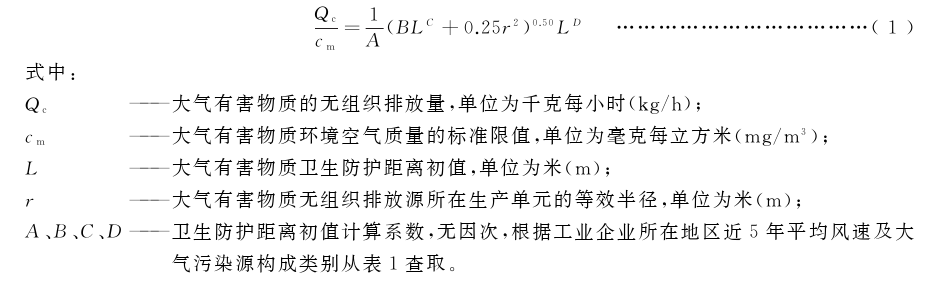 Q_c/c_m = 1/A (BL^C + 0.25r^2)^0.50 L^D ………………………………( 1 )
式中:
Q_c ——大气有害物质的无组织排放量,单位为千克每小时(kg/h);
c_m ——大气有害物质环境空气质量的标准限值,单位为毫克每立方米(mg/m³);
L ——大气有害物质卫生防护距离初值,单位为米(m);
r ——大气有害物质无组织排放源所在生产单元的等效半径,单位为米(m);
A、B、C、D ——卫生防护距离初值计算系数,无因次,根据工业企业所在地区近 5 年平均风速及大
气污染源构成类别从表 1 查取。